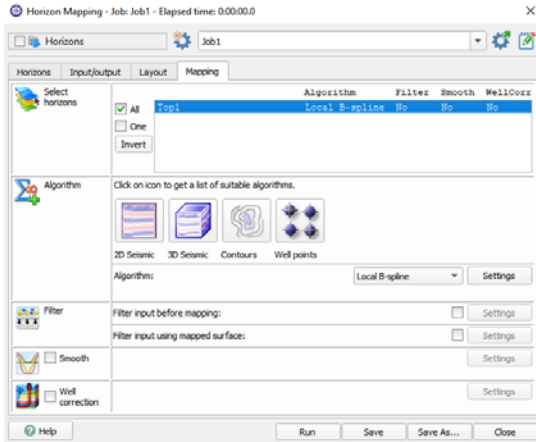 Horizon Mapping - Job: Job1 - Elapsed time: 0:00:00.0
Horizons
Job1
Horizons Input/output Layout Mapping
Select horizons
Algorithm Filter Smooth WellCorr
All
Top1 Local B-spline No No No
One
Invert
Algorithm
Click on icon to get a list of suitable algorithms.
2D Seismic 3D Seismic Contours Well points
Algorithm: Local B-spline Settings
Filter
Filter input before mapping: Settings
Filter input using mapped surface: Settings
Smooth Settings
Well correction Settings
Help Run Save Save As... Close